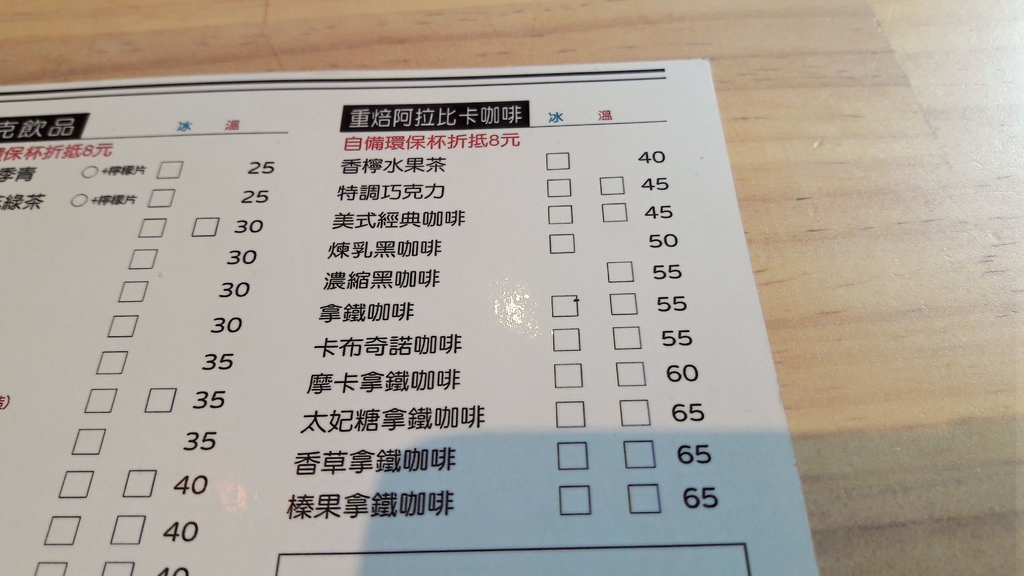 克飲品 冰 溫
環保杯折抵8元
季青 +檸檬片 25
綠茶 +檸檬片 25
30
30
30
30
35
35
35
40
40
40
重焙阿拉比卡咖啡 冰 溫
自備環保杯折抵8元
香檸水果茶 40
特調巧克力 45
美式經典咖啡 45
煉乳黑咖啡 50
濃縮黑咖啡 55
拿鐵咖啡 55
卡布奇諾咖啡 55
摩卡拿鐵咖啡 60
太妃糖拿鐵咖啡 65
香草拿鐵咖啡 65
榛果拿鐵咖啡 65